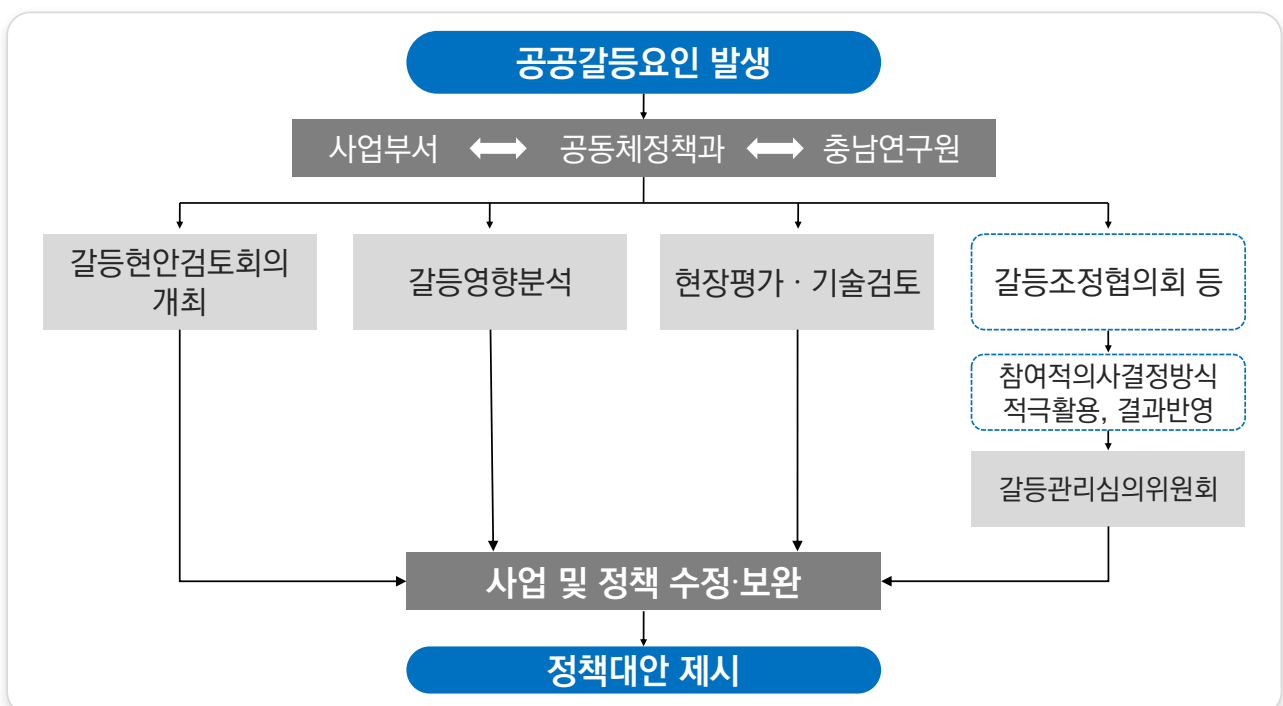 공공갈등요인 발생
사업부서 공동체정책과 충남연구원
갈등현안검토회의
개최
갈등영향분석
현장평가 · 기술검토
갈등조정협의회 등
참여적의사결정방식
적극활용, 결과반영
갈등관리심의위원회
사업 및 정책 수정·보완
정책대안 제시